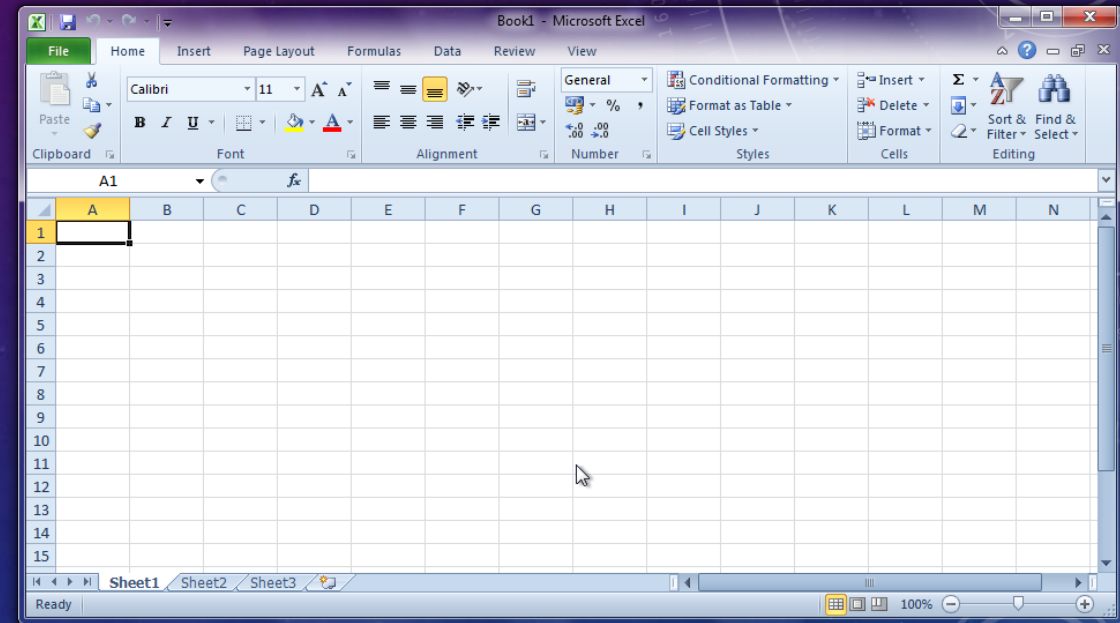 Book1 - Microsoft Excel
File Home Insert Page Layout Formulas Data Review View
Calibri 11 General Conditional Formatting Insert Σ
Paste Format as Table Delete Sort & Find &
B I U A % , Cell Styles Format Filter Select
Clipboard Font Alignment Number Styles Cells Editing
A1 fx
A B C D E F G H I J K L M N
1
2
3
4
5
6
7
8
9
10
11
12
13
14
15
Sheet1 Sheet2 Sheet3
Ready 100%